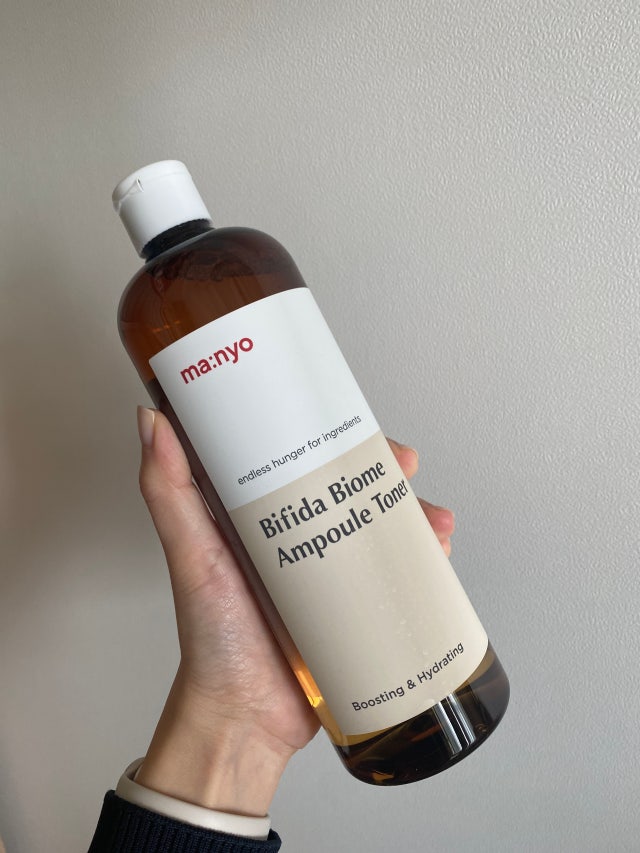 ma:nyo
endless hunger for ingredients
Bifida Biome
Ampoule Toner
Boosting & Hydrating